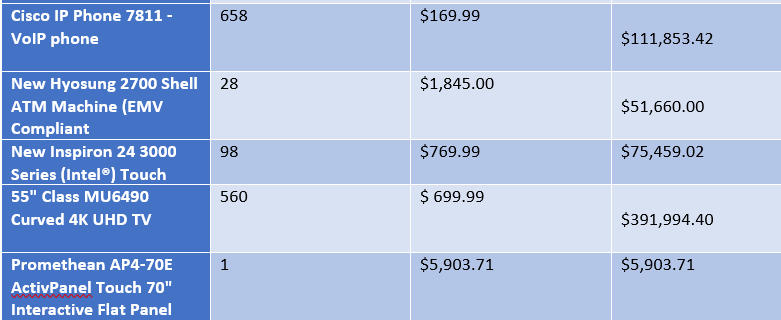 Cisco IP Phone 7811 - 658 $169.99
VoIP phone $111,853.42
New Hyosung 2700 Shell 28 $1,845.00
ATM Machine (EMV $51,660.00
Compliant
New Inspiron 24 3000 98 $769.99 $75,459.02
Series (Intel®) Touch
55" Class MU6490 560 $ 699.99
Curved 4K UHD TV $391,994.40
Promethean AP4-70E 1 $5,903.71 $5,903.71
ActivPanel Touch 70"
Interactive Flat Panel